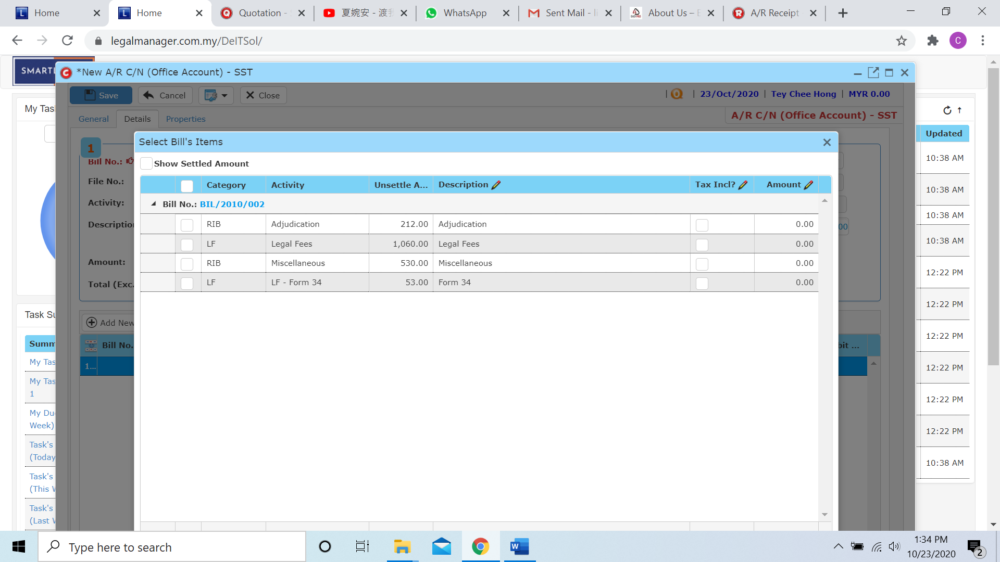 Home
Home
Quotation -
夏婉安 - 渡
WhatsApp
Sent Mail - li
About Us – E
A/R Receipt
legalmanager.com.my/DeITSol/
C
SMARTL
*New A/R C/N (Office Account) - SST
Save
Cancel
Close
| | 23/Oct/2020 | Tey Chee Hong | MYR 0.00
General
Details
Properties
A/R C/N (Office Account) - SST
My Tas
Updated
1
Bill No.:
File No.:
Activity:
Descriptio
Amount:
Total (Exc.
00
Select Bill's Items
Show Settled Amount
Category Activity Unsettle A... Description Tax Incl? Amount
Bill No.: BIL/2010/002
RIB Adjudication 212.00 Adjudication 0.00
LF Legal Fees 1,060.00 Legal Fees 0.00
RIB Miscellaneous 530.00 Miscellaneous 0.00
LF LF - Form 34 53.00 Form 34 0.00
10:38 AM
10:38 AM
10:38 AM
10:38 AM
12:22 PM
12:22 PM
12:22 PM
12:22 PM
12:22 PM
12:22 PM
10:38 AM
Task Su
Add New
Summ
Bill No.
bit ...
My Tas
1...
My Tas
1
My Du
Week)
Task's
(Today
Task's
(This W
Task's
(Last W
Type here to search
1:34 PM
10/23/2020
2